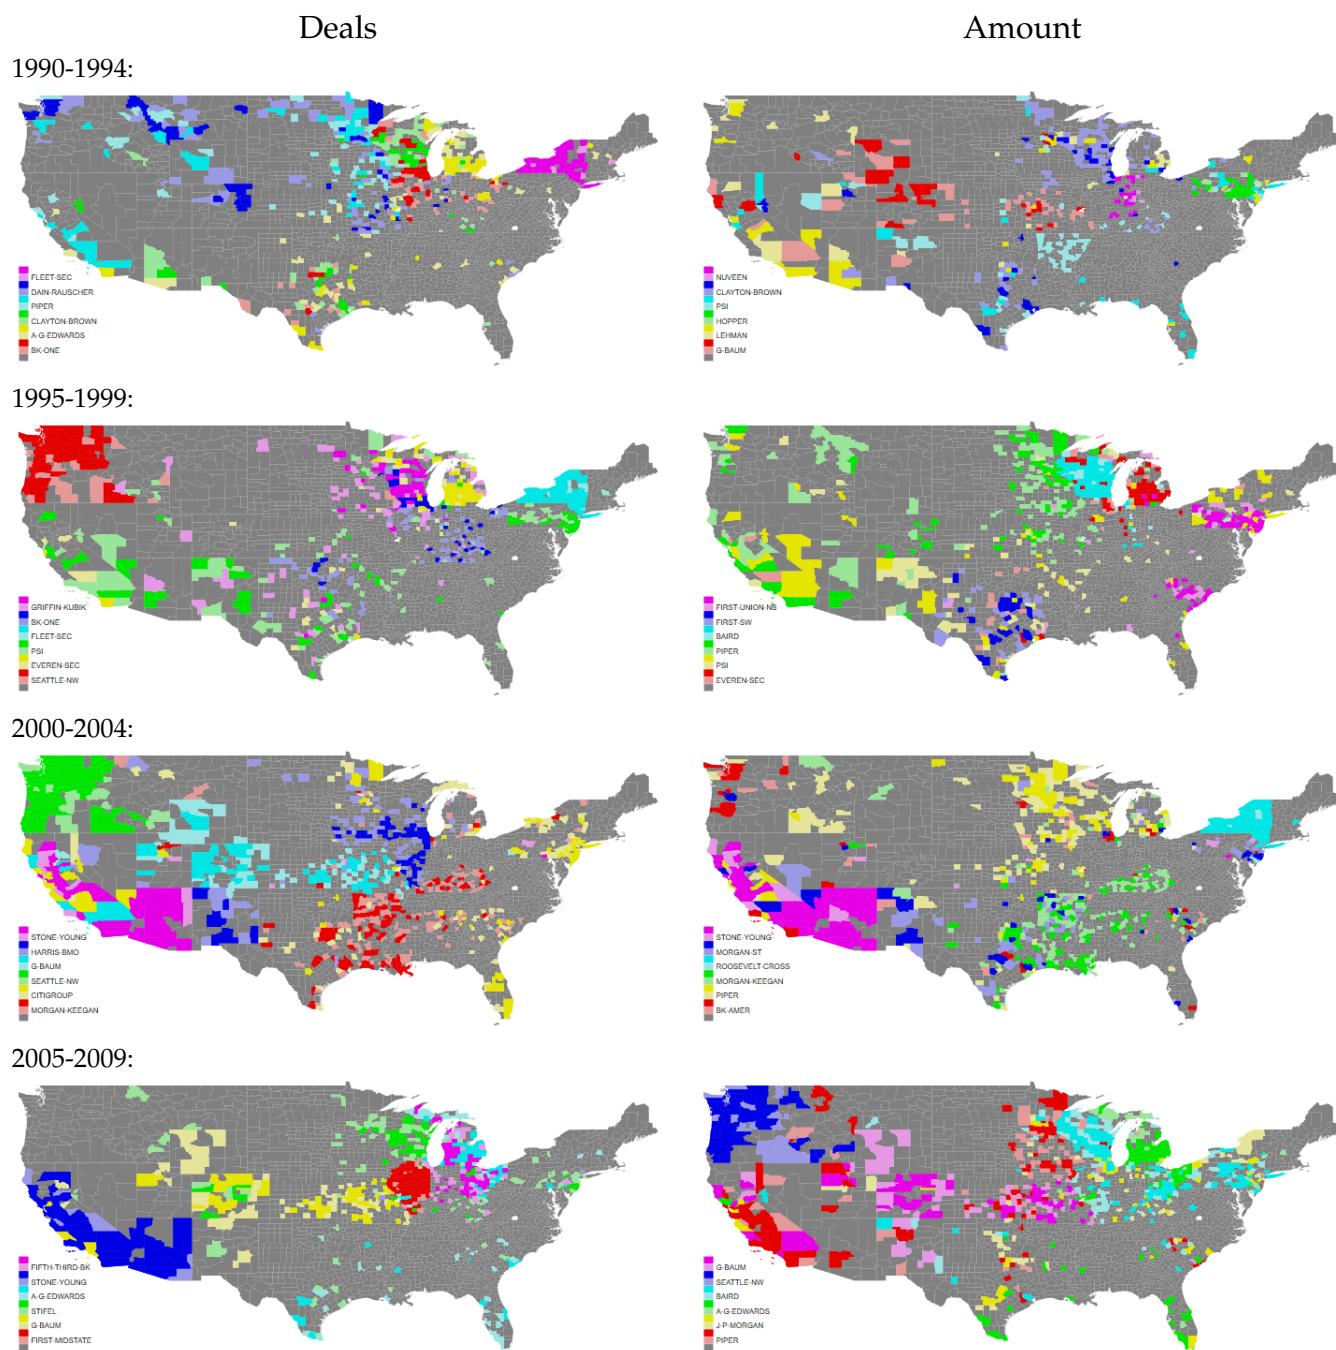 Deals
Amount
1990-1994:
FLEET-SEC
DAIN-RAUSCHER
PIPER
CLAYTON-BROWN
A-G-EDWARDS
BK-ONE
NUVEEN
CLAYTON-BROWN
PSI
HOPPER
LEHMAN
G-BAUM
1995-1999:
GRIFFIN-KUBIK
BK-ONE
FLEET-SEC
PSI
EVEREN-SEC
SEATTLE-NW
FIRST-UNION-NB
FIRST-SW
BAIRD
PIPER
PSI
EVEREN-SEC
2000-2004:
STONE-YOUNG
HARRIS-BMO
G-BAUM
SEATTLE-NW
CITIGROUP
MORGAN-KEEGAN
STONE-YOUNG
MORGAN-ST
ROOSEVELT-CROSS
MORGAN-KEEGAN
PIPER
BK-AMER
2005-2009:
FIFTH-THIRD-BK
STONE-YOUNG
A-G-EDWARDS
STIFEL
G-BAUM
FIRST-MIDSTATE
G-BAUM
SEATTLE-NW
BAIRD
A-G-EDWARDS
J-P-MORGAN
PIPER